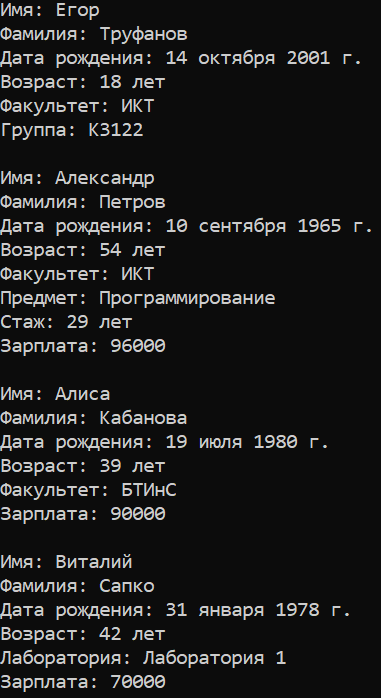 Имя: Егор
Фамилия: Труфанов
Дата рождения: 14 октября 2001 г.
Возраст: 18 лет
Факультет: ИКТ
Группа: К3122
Имя: Александр
Фамилия: Петров
Дата рождения: 10 сентября 1965 г.
Возраст: 54 лет
Факультет: ИКТ
Предмет: Программирование
Стаж: 29 лет
Зарплата: 96000
Имя: Алиса
Фамилия: Кабанова
Дата рождения: 19 июля 1980 г.
Возраст: 39 лет
Факультет: БТИнС
Зарплата: 90000
Имя: Виталий
Фамилия: Сапко
Дата рождения: 31 января 1978 г.
Возраст: 42 лет
Лаборатория: Лаборатория 1
Зарплата: 70000